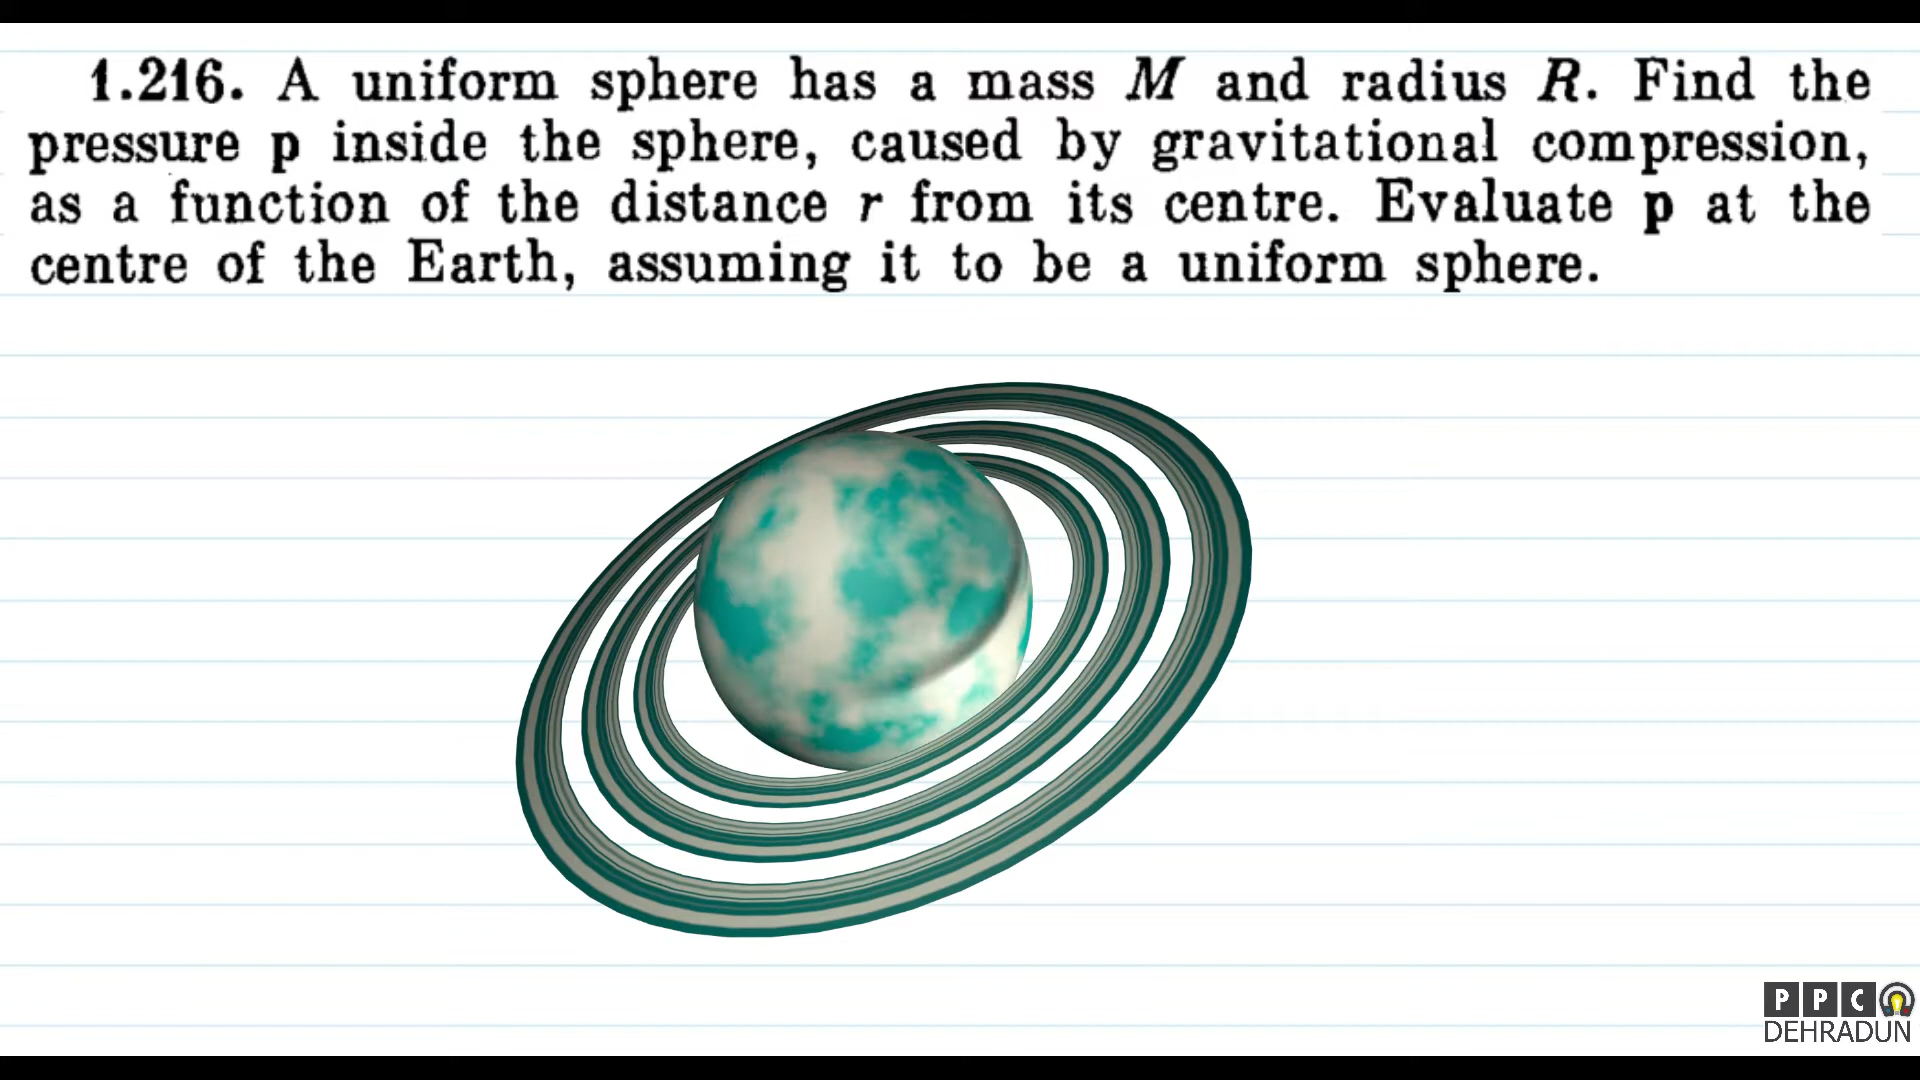 1.216. A uniform sphere has a mass M and radius R. Find the
pressure p inside the sphere, caused by gravitational compression,
as a function of the distance r from its centre. Evaluate p at the
centre of the Earth, assuming it to be a uniform sphere.
PPC
DEHRADUN